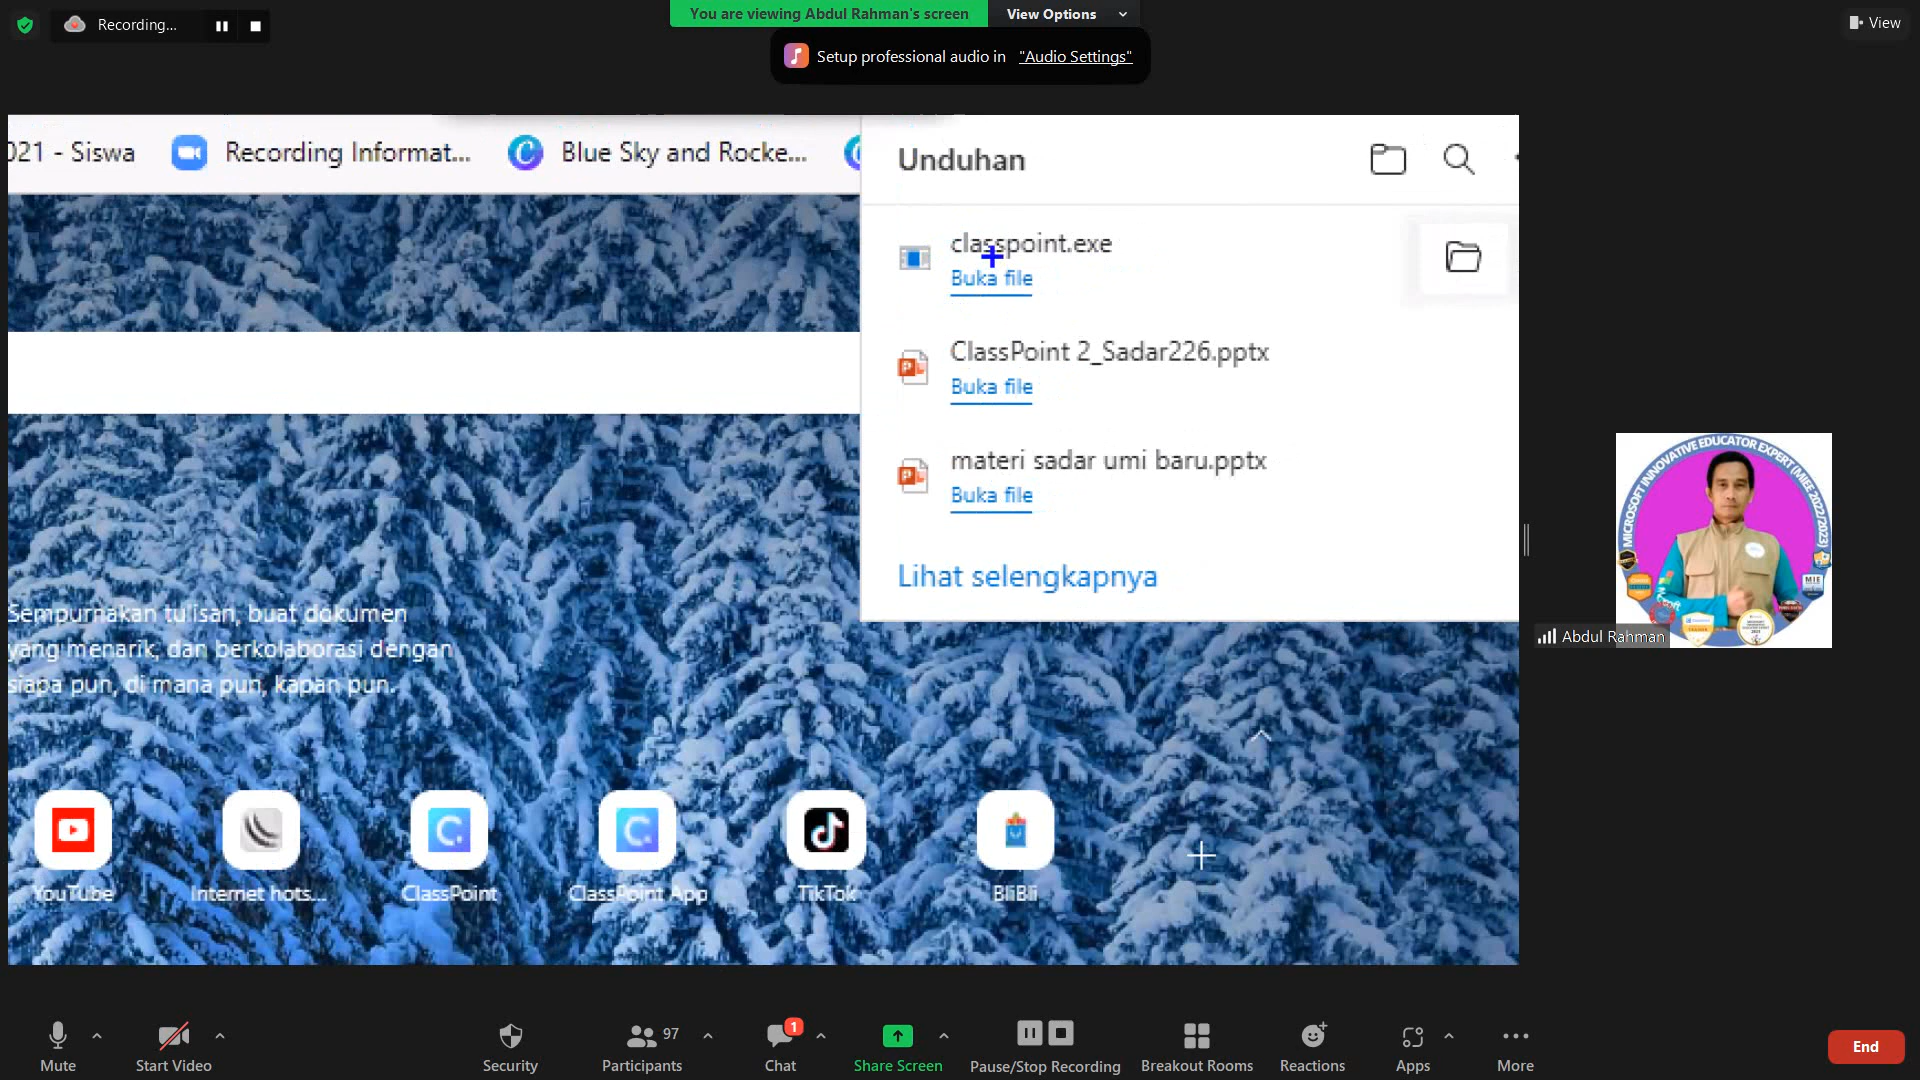 Recording...
You are viewing Abdul Rahman's screen
View Options
View
Setup professional audio in "Audio Settings"
021 - Siswa
Recording Informat...
Blue Sky and Rocke...
Unduhan
classpoint.exe
Buka file
ClassPoint 2_Sadar226.pptx
Buka file
materi sadar umi baru.pptx
Buka file
Lihat selengkapnya
Sempurnakan tulisan, buat dokumen
yang menarik, dan berkolaborasi dengan
siapa pun, di mana pun, kapan pun.
YouTube
Internet hots...
ClassPoint
ClassPoint App
TikTok
BliBli
MICROSOFT INNOVATIVE EDUCATOR EXPERT (MIEE 2022/2023)
MIE
Abdul Rahman
Mute
Start Video
Security
97
Participants
1
Chat
Share Screen
Pause/Stop Recording
Breakout Rooms
Reactions
Apps
More
End